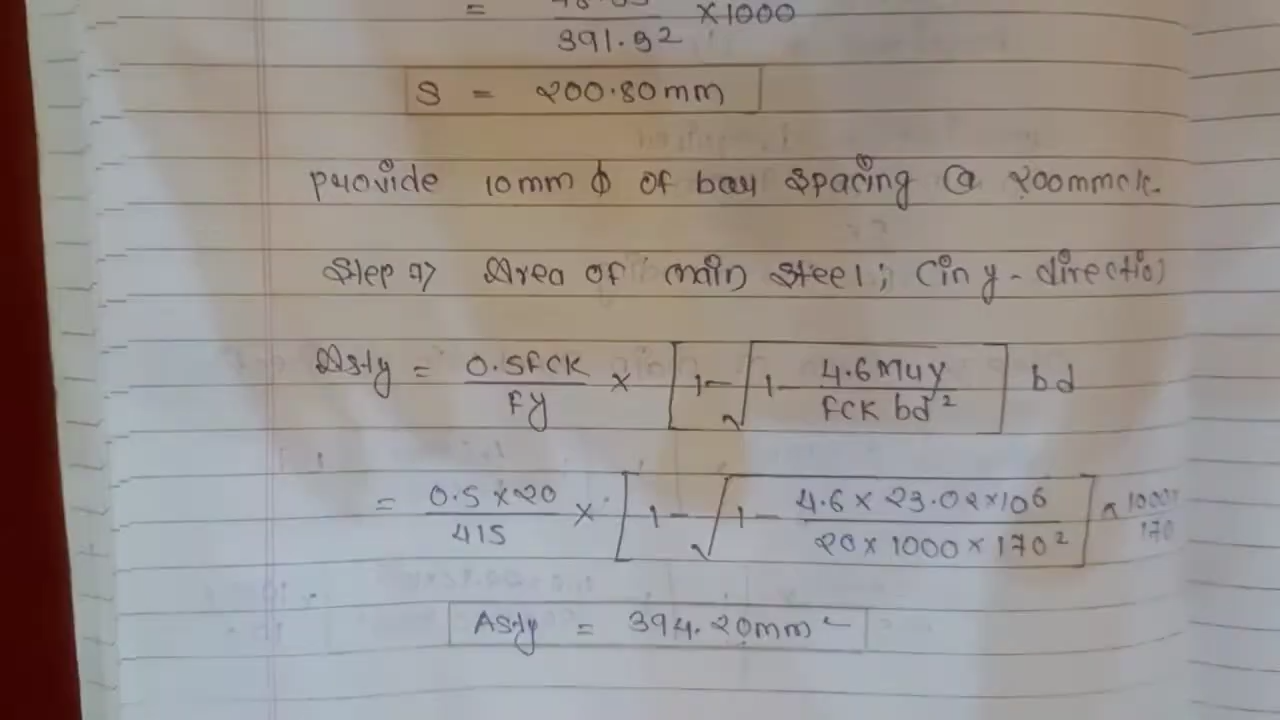 = ×1000
391.92
S = 200.80mm
Provide 10mm ϕ of bar spacing @ 200mmc/c.
Step 7) Area of main steel; (in y-direction)
Asty = 0.5fck / fy × [1-√1- 4.6Muy / fck bd²] bd
= 0.5×20 / 415 × [1-√1- 4.6×23.02×10⁶ / 20×1000×170²] × 1000× 170
Asty = 394.20mm²